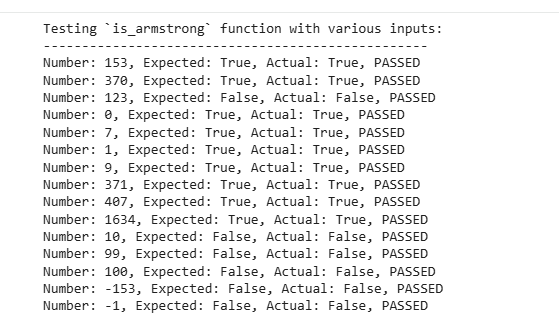 Testing `is_armstrong` function with various inputs:
--------------------------------------------------
Number: 153, Expected: True, Actual: True, PASSED
Number: 370, Expected: True, Actual: True, PASSED
Number: 123, Expected: False, Actual: False, PASSED
Number: 0, Expected: True, Actual: True, PASSED
Number: 7, Expected: True, Actual: True, PASSED
Number: 1, Expected: True, Actual: True, PASSED
Number: 9, Expected: True, Actual: True, PASSED
Number: 371, Expected: True, Actual: True, PASSED
Number: 407, Expected: True, Actual: True, PASSED
Number: 1634, Expected: True, Actual: True, PASSED
Number: 10, Expected: False, Actual: False, PASSED
Number: 99, Expected: False, Actual: False, PASSED
Number: 100, Expected: False, Actual: False, PASSED
Number: -153, Expected: False, Actual: False, PASSED
Number: -1, Expected: False, Actual: False, PASSED